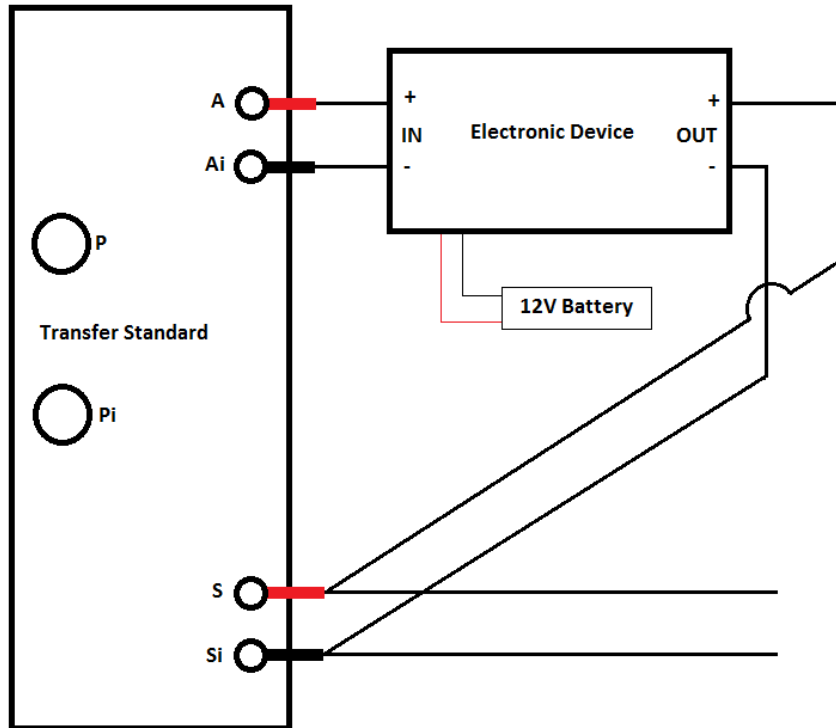 A
+
+
IN
Electronic Device
OUT
Ai
-
-
P
12V Battery
Transfer Standard
Pi
S
Si